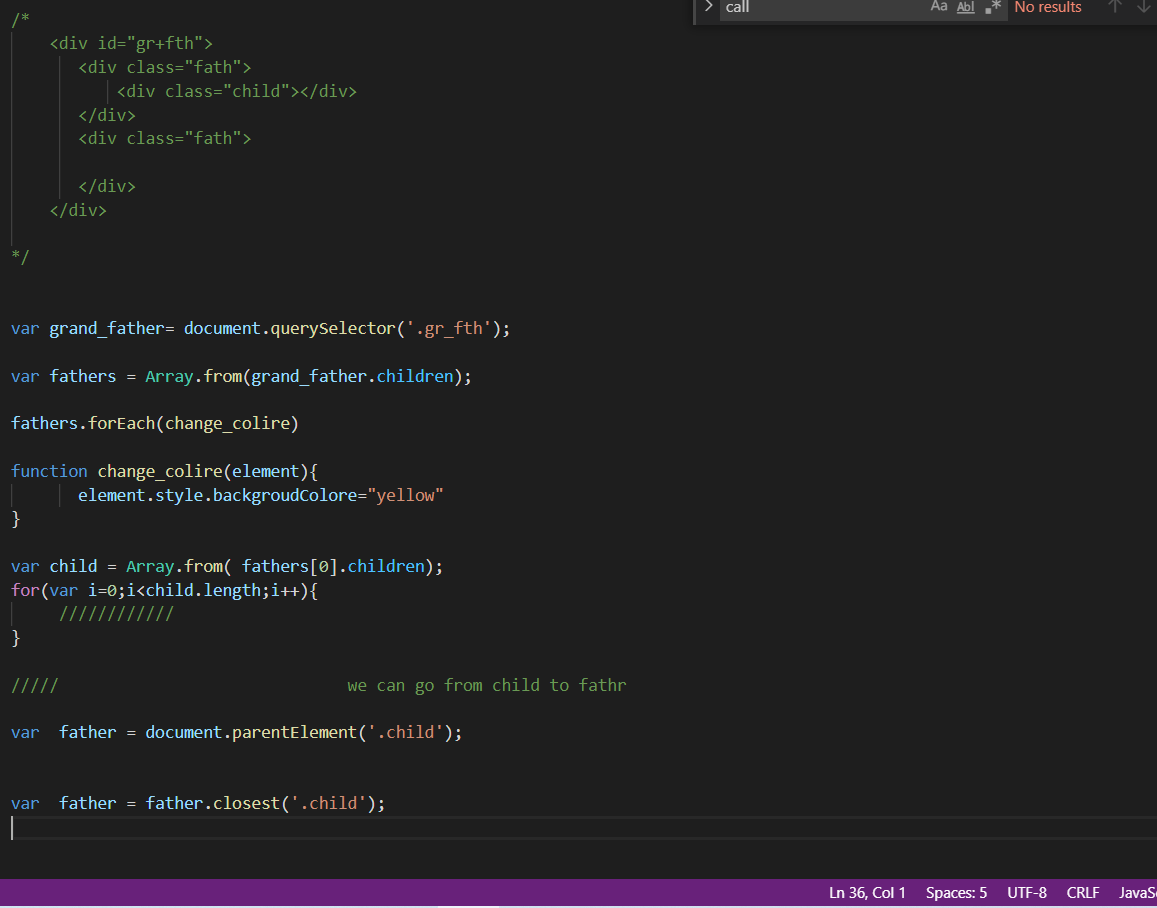 call Aa Abl .* No results
/*
<div id="gr+fth">
<div class="fath">
<div class="child"></div>
</div>
<div class="fath">
</div>
</div>
*/
var grand_father= document.querySelector('.gr_fth');
var fathers = Array.from(grand_father.children);
fathers.forEach(change_colire)
function change_colire(element){
element.style.backgroudColore="yellow"
}
var child = Array.from( fathers[0].children);
for(var i=0;i<child.length;i++){
////////////
}
///// we can go from child to fathr
var  father = document.parentElement('.child');
var  father = father.closest('.child');
Ln 36, Col 1 Spaces: 5 UTF-8 CRLF JavaS